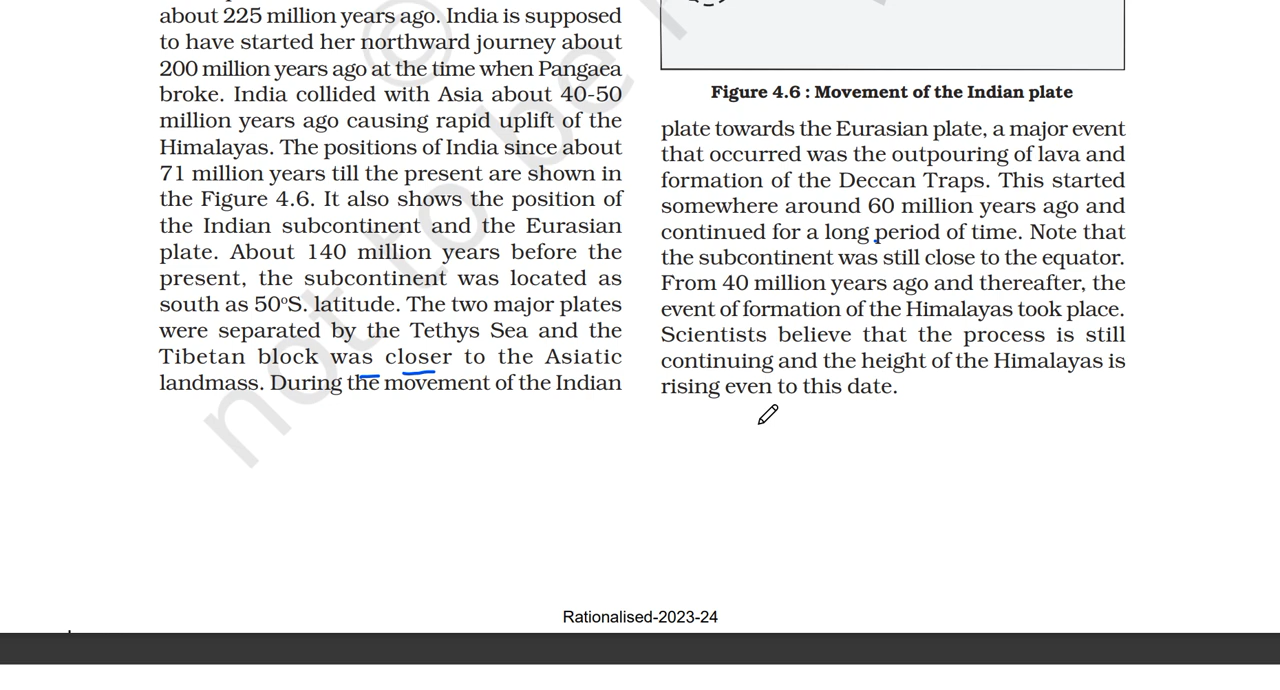 about 225 million years ago. India is supposed
to have started her northward journey about
200 million years ago at the time when Pangaea
broke. India collided with Asia about 40-50
million years ago causing rapid uplift of the
Himalayas. The positions of India since about
71 million years till the present are shown in
the Figure 4.6. It also shows the position of
the Indian subcontinent and the Eurasian
plate. About 140 million years before the
present, the subcontinent was located as
south as 50°S. latitude. The two major plates
were separated by the Tethys Sea and the
Tibetan block was closer to the Asiatic
landmass. During the movement of the Indian
Figure 4.6 : Movement of the Indian plate
plate towards the Eurasian plate, a major event
that occurred was the outpouring of lava and
formation of the Deccan Traps. This started
somewhere around 60 million years ago and
continued for a long period of time. Note that
the subcontinent was still close to the equator.
From 40 million years ago and thereafter, the
event of formation of the Himalayas took place.
Scientists believe that the process is still
continuing and the height of the Himalayas is
rising even to this date.
not to be
©
Rationalised-2023-24